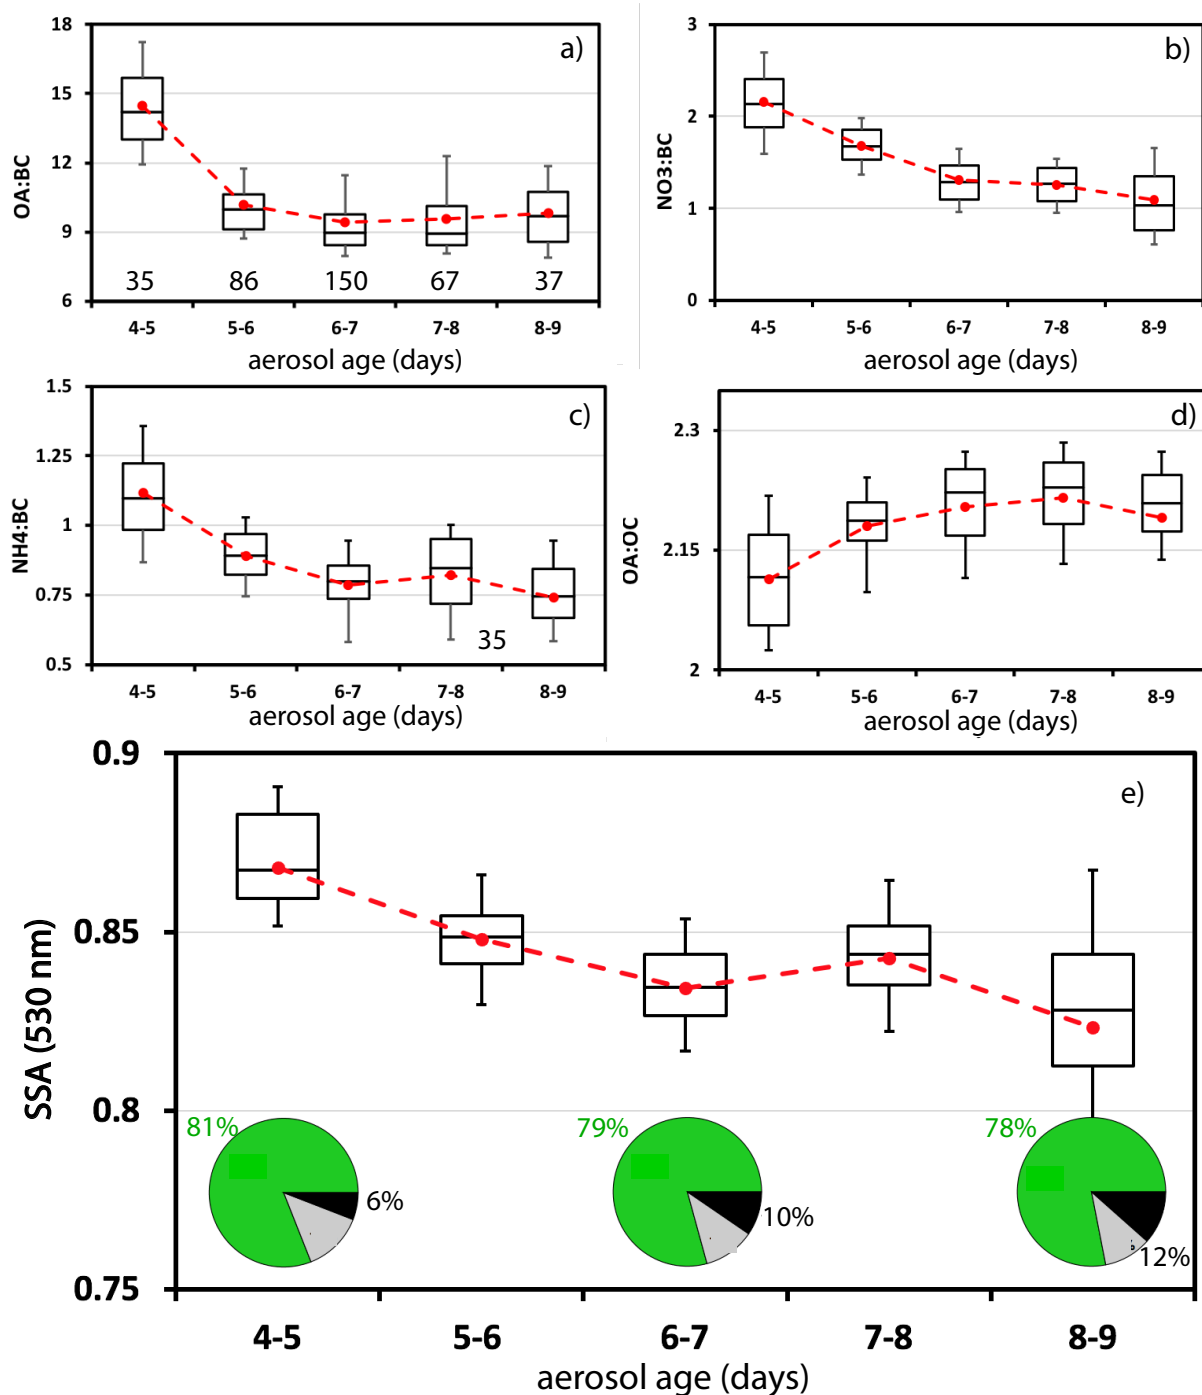 a)
18
15
12
9
6
OA:BC
35 86 150 67 37
4-5 5-6 6-7 7-8 8-9
aerosol age (days)
b)
3
2
1
0
NO3:BC
4-5 5-6 6-7 7-8 8-9
aerosol age (days)
c)
1.5
1.25
1
0.75
0.5
NH4:BC
35
4-5 5-6 6-7 7-8 8-9
aerosol age (days)
d)
2.3
2.15
2
OA:OC
4-5 5-6 6-7 7-8 8-9
aerosol age (days)
e)
0.9
0.85
0.8
0.75
SSA (530 nm)
81% 79% 78%
6% 10% 12%
4-5 5-6 6-7 7-8 8-9
aerosol age (days)